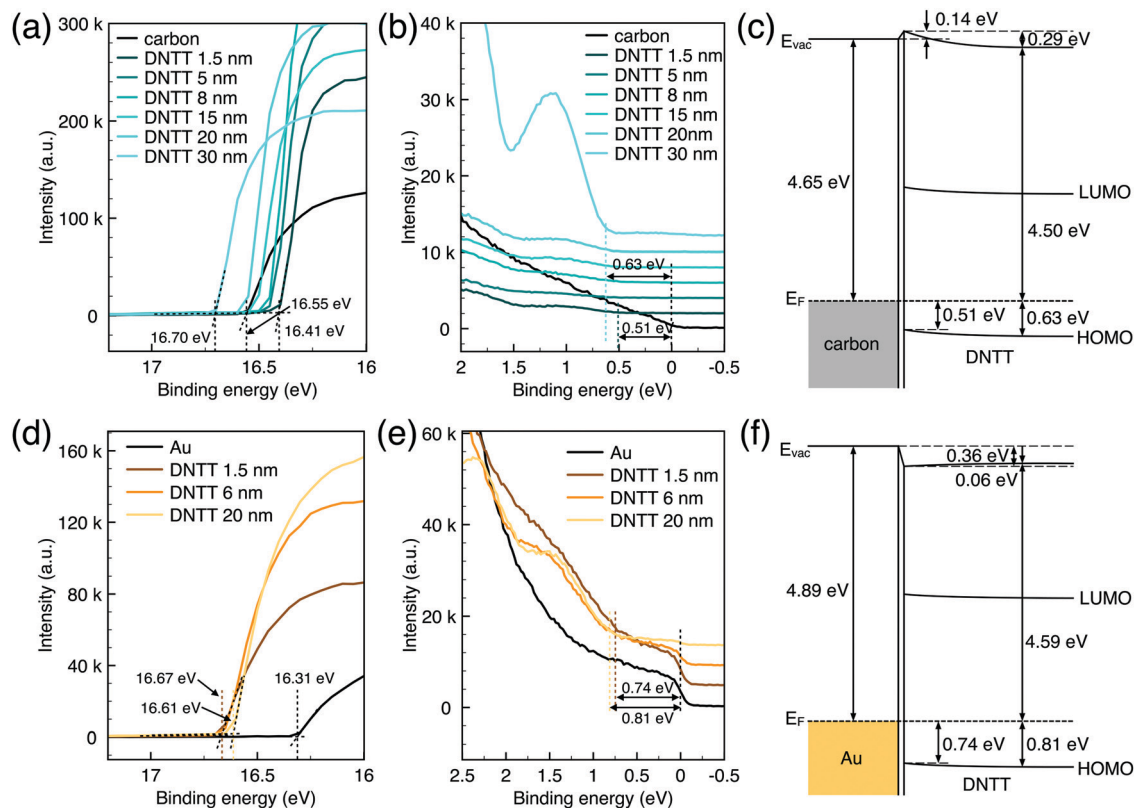 (a)
300 k
200 k
100 k
0
Intensity (a.u.)
carbon
DNTT 1.5 nm
DNTT 5 nm
DNTT 8 nm
DNTT 15 nm
DNTT 20 nm
DNTT 30 nm
16.55 eV
16.70 eV
16.41 eV
17
16.5
16
Binding energy (eV)
(b)
40 k
30 k
20 k
10 k
0
Intensity (a.u.)
carbon
DNTT 1.5 nm
DNTT 5 nm
DNTT 8 nm
DNTT 15 nm
DNTT 20nm
DNTT 30 nm
0.63 eV
0.51 eV
2
1.5
1
0.5
0
-0.5
Binding energy (eV)
(c)
0.14 eV
Evac
0.29 eV
4.65 eV
LUMO
4.50 eV
EF
0.51 eV
0.63 eV
HOMO
carbon
DNTT
(d)
160 k
120 k
80 k
40 k
0
Intensity (a.u.)
Au
DNTT 1.5 nm
DNTT 6 nm
DNTT 20 nm
16.67 eV
16.31 eV
16.61 eV
17
16.5
16
Binding energy (eV)
(e)
60 k
40 k
20 k
0
Intensity (a.u.)
Au
DNTT 1.5 nm
DNTT 6 nm
DNTT 20 nm
0.74 eV
0.81 eV
2.5
2
1.5
1
0.5
0
-0.5
Binding energy (eV)
(f)
Evac
0.36 eV
0.06 eV
4.89 eV
LUMO
4.59 eV
EF
0.74 eV
0.81 eV
Au
HOMO
DNTT